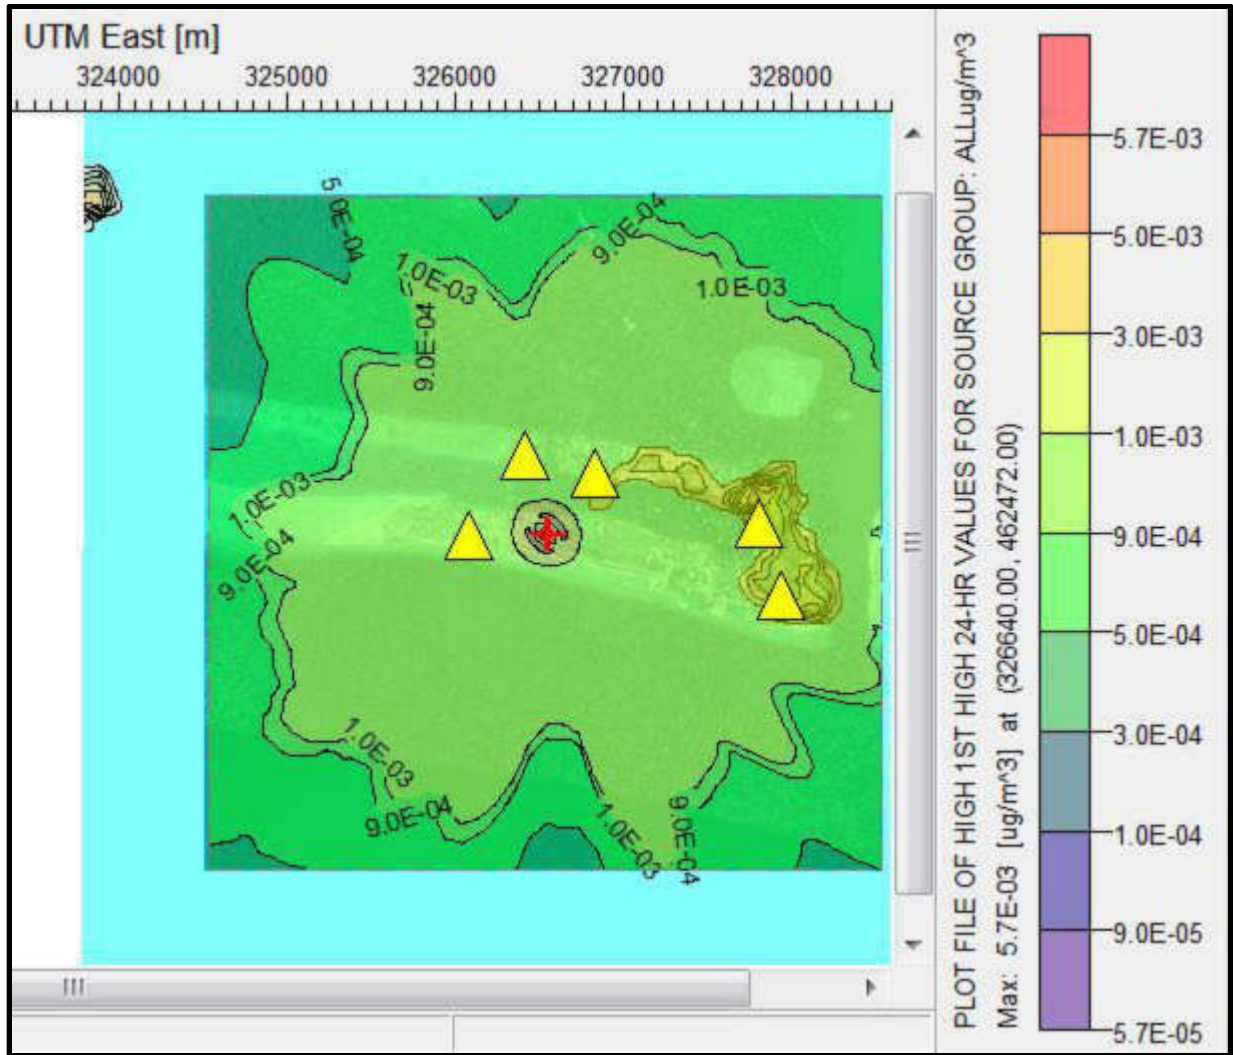 UTM East [m]
324000 325000 326000 327000 328000
5.0E-04
9.0E-04
1.0E-03
1.0E-03
9.0E-04
1.0E-03
9.0E-04
1.0E-03
9.0E-04
1.0E-03
9.0E-04
PLOT FILE OF HIGH 1ST HIGH 24-HR VALUES FOR SOURCE GROUP: ALLug/m^3
Max: 5.7E-03 [ug/m^3] at (326640.00, 462472.00)
5.7E-03
5.0E-03
3.0E-03
1.0E-03
9.0E-04
5.0E-04
3.0E-04
1.0E-04
9.0E-05
5.7E-05